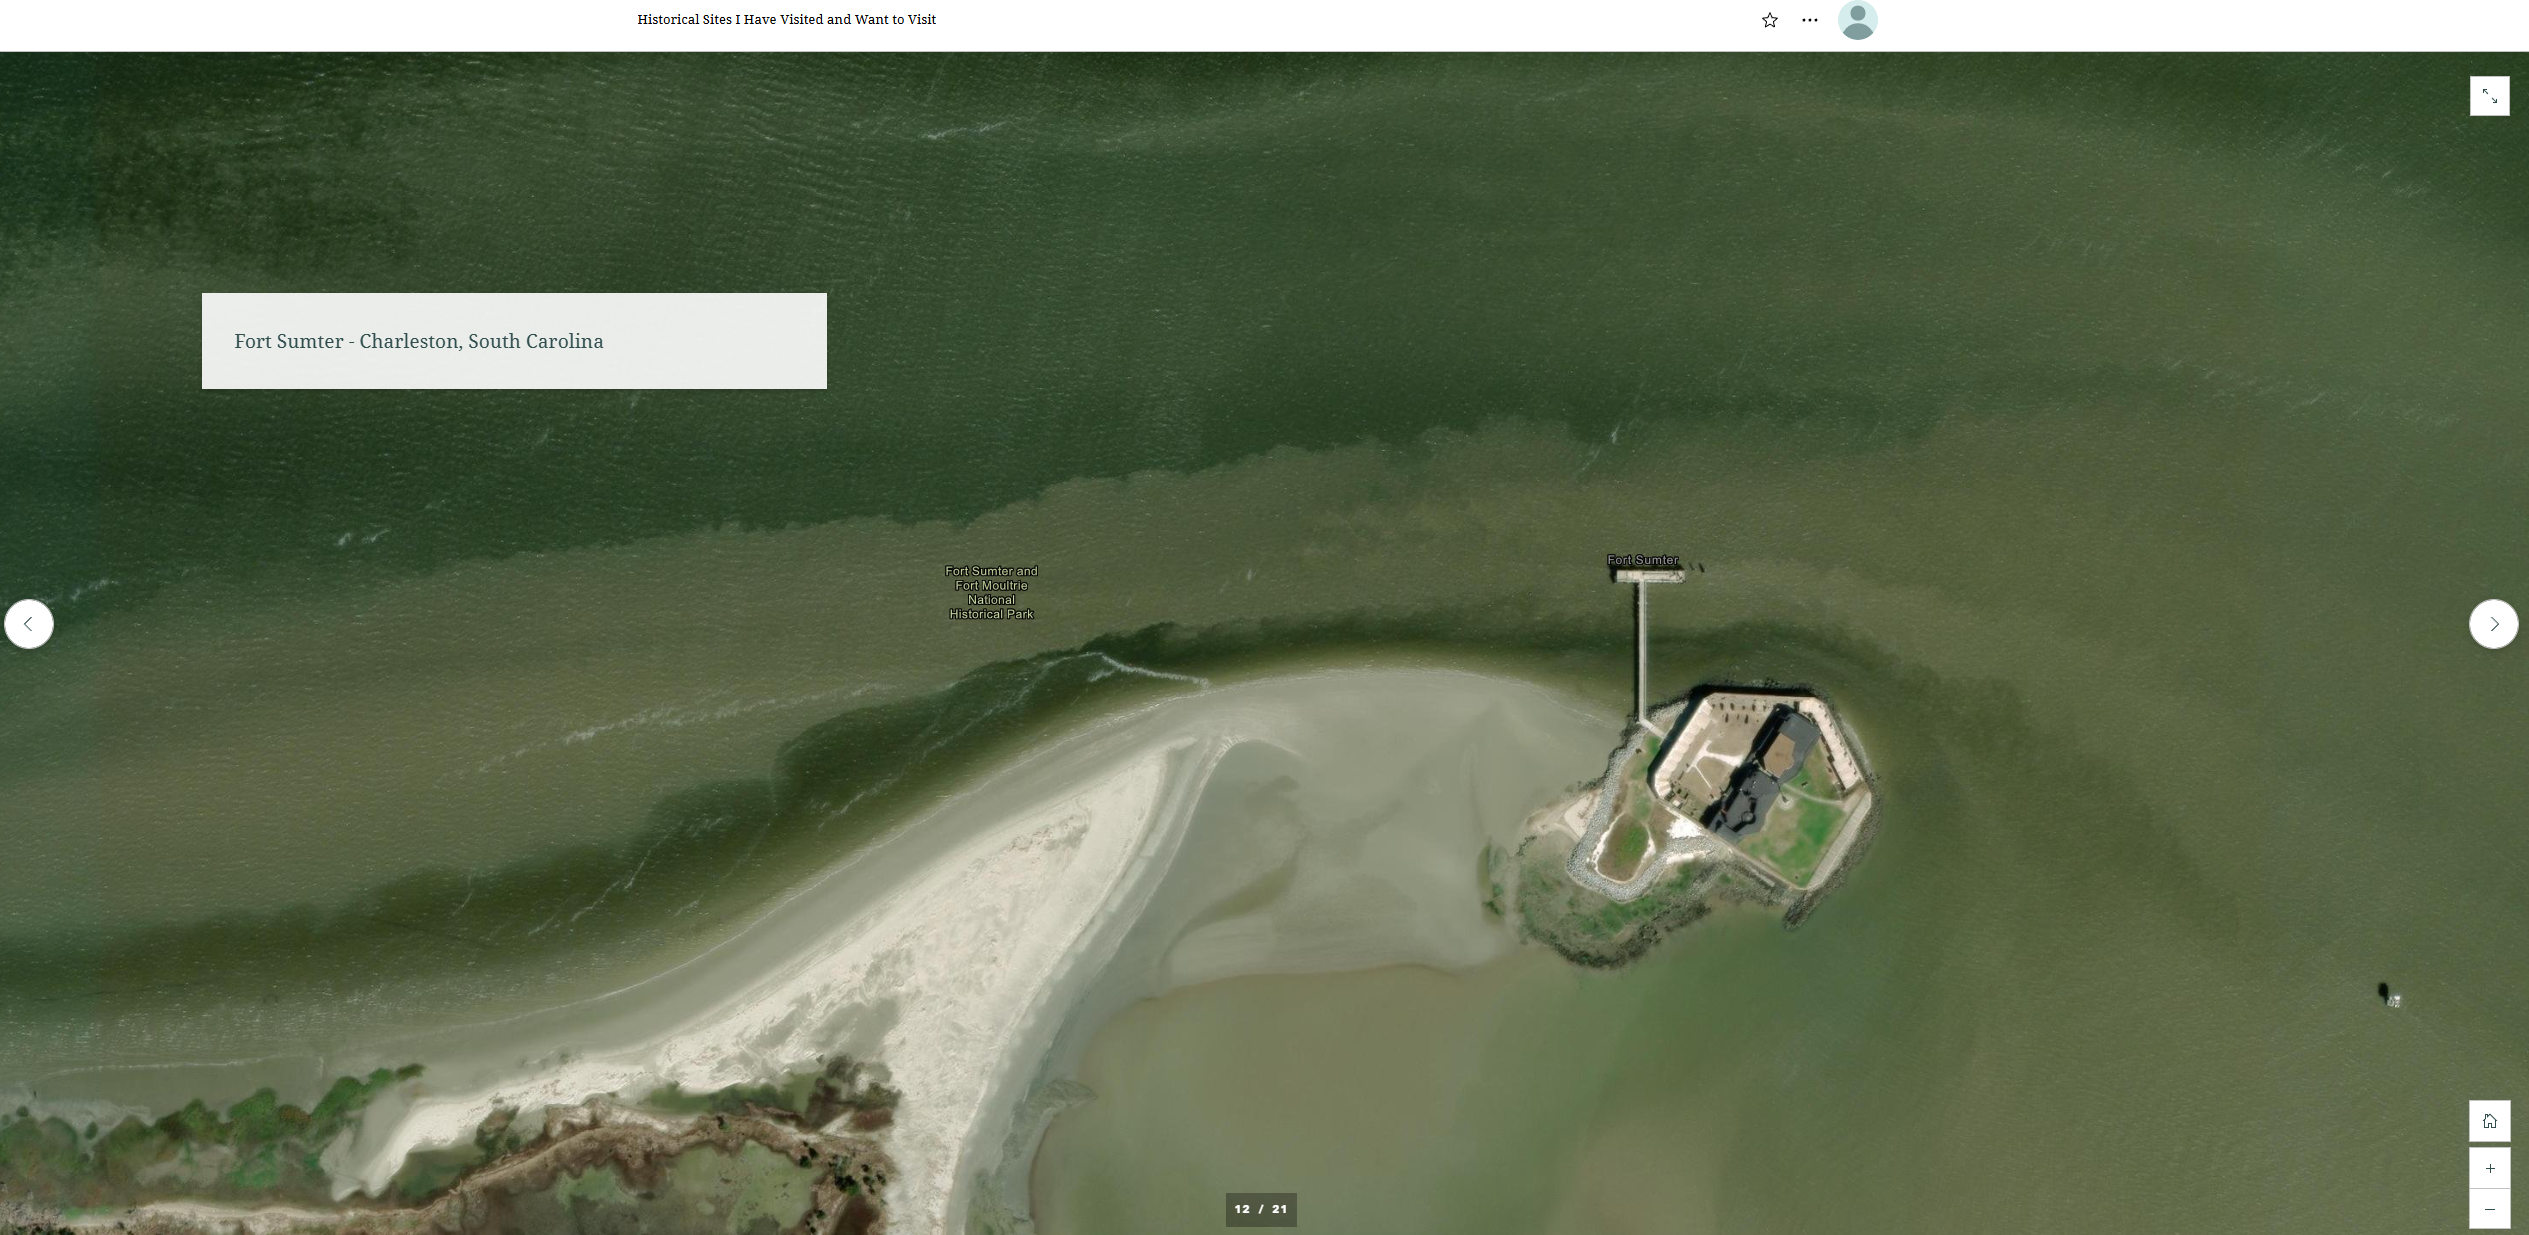 Historical Sites I Have Visited and Want to Visit
Fort Sumter - Charleston, South Carolina
Fort Sumter and
Fort Moultrie
National
Historical Park
Fort Sumter
12 / 21